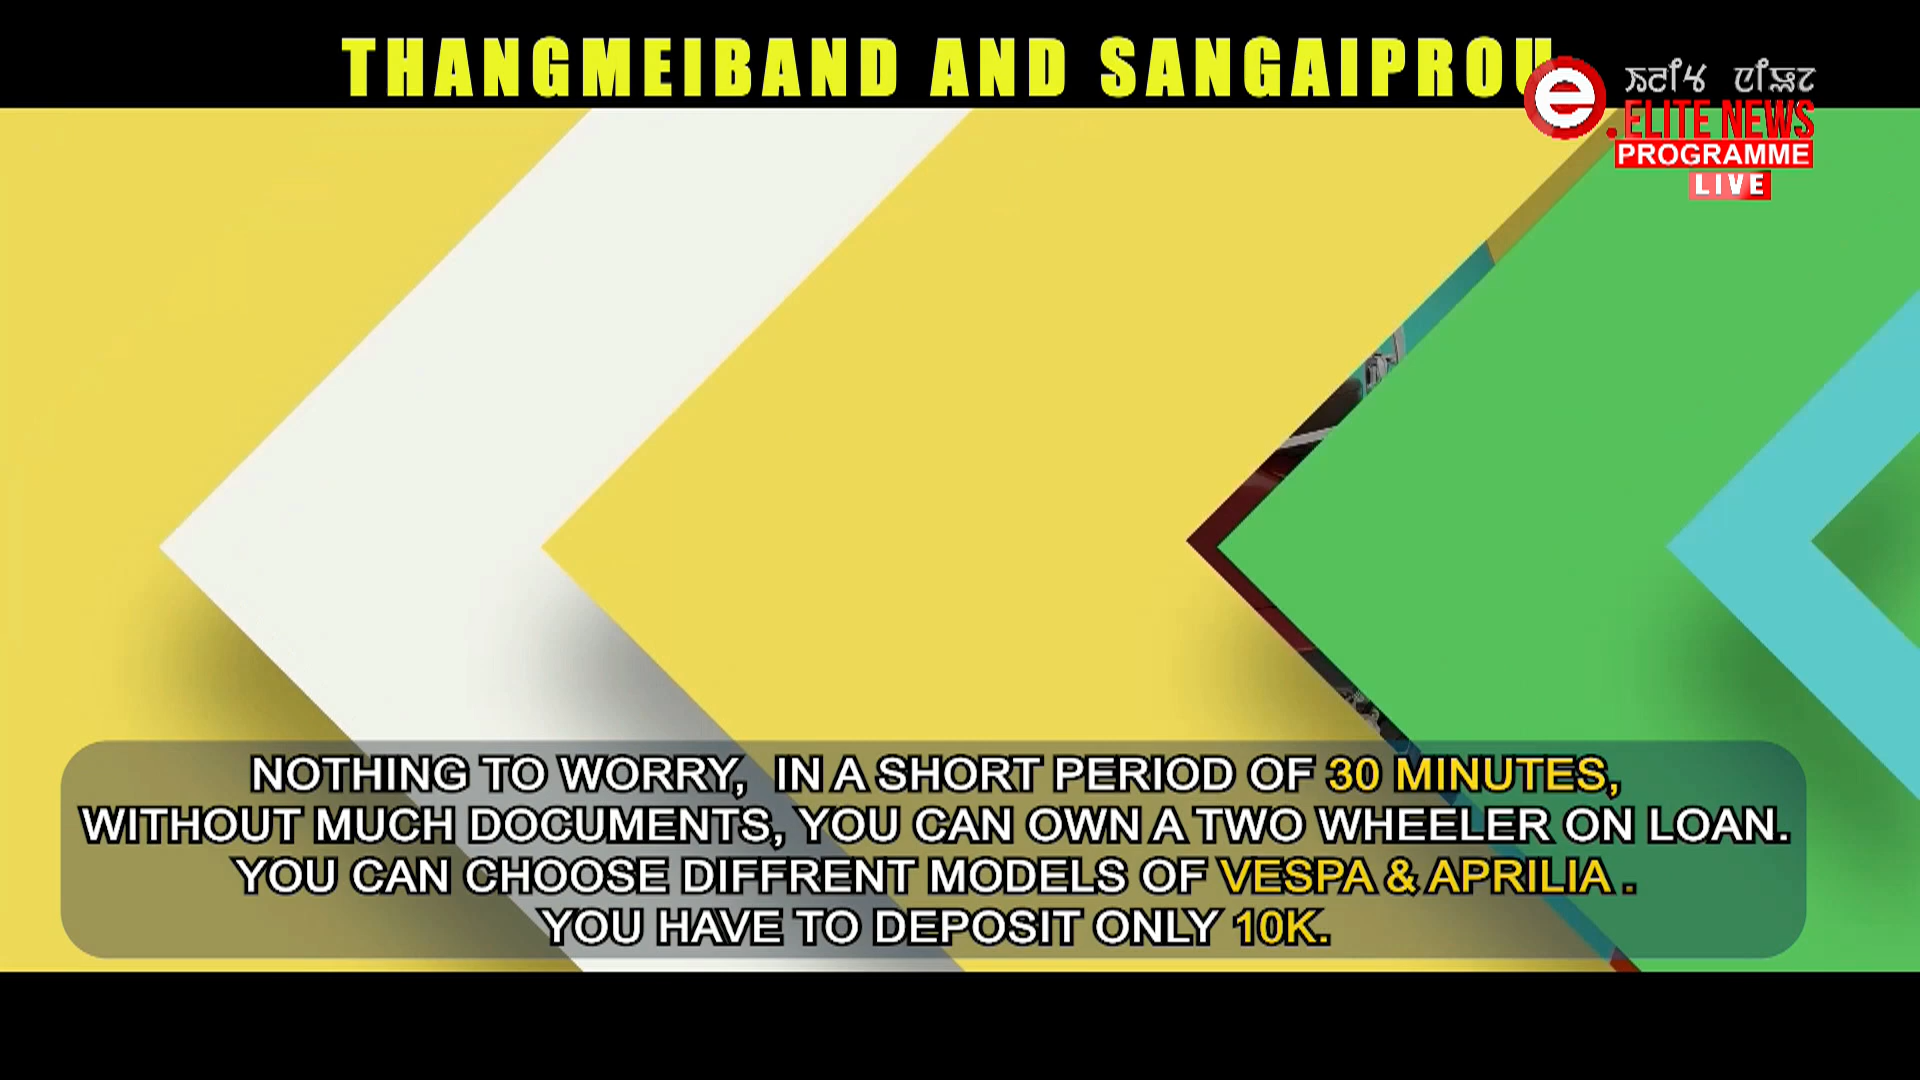 THANGMEIBAND AND SANGAIPROU
e
.ELITE NEWS
PROGRAMME
LIVE
NOTHING TO WORRY, IN A SHORT PERIOD OF 30 MINUTES,
WITHOUT MUCH DOCUMENTS, YOU CAN OWN A TWO WHEELER ON LOAN.
YOU CAN CHOOSE DIFFRENT MODELS OF VESPA & APRILIA .
YOU HAVE TO DEPOSIT ONLY 10K.